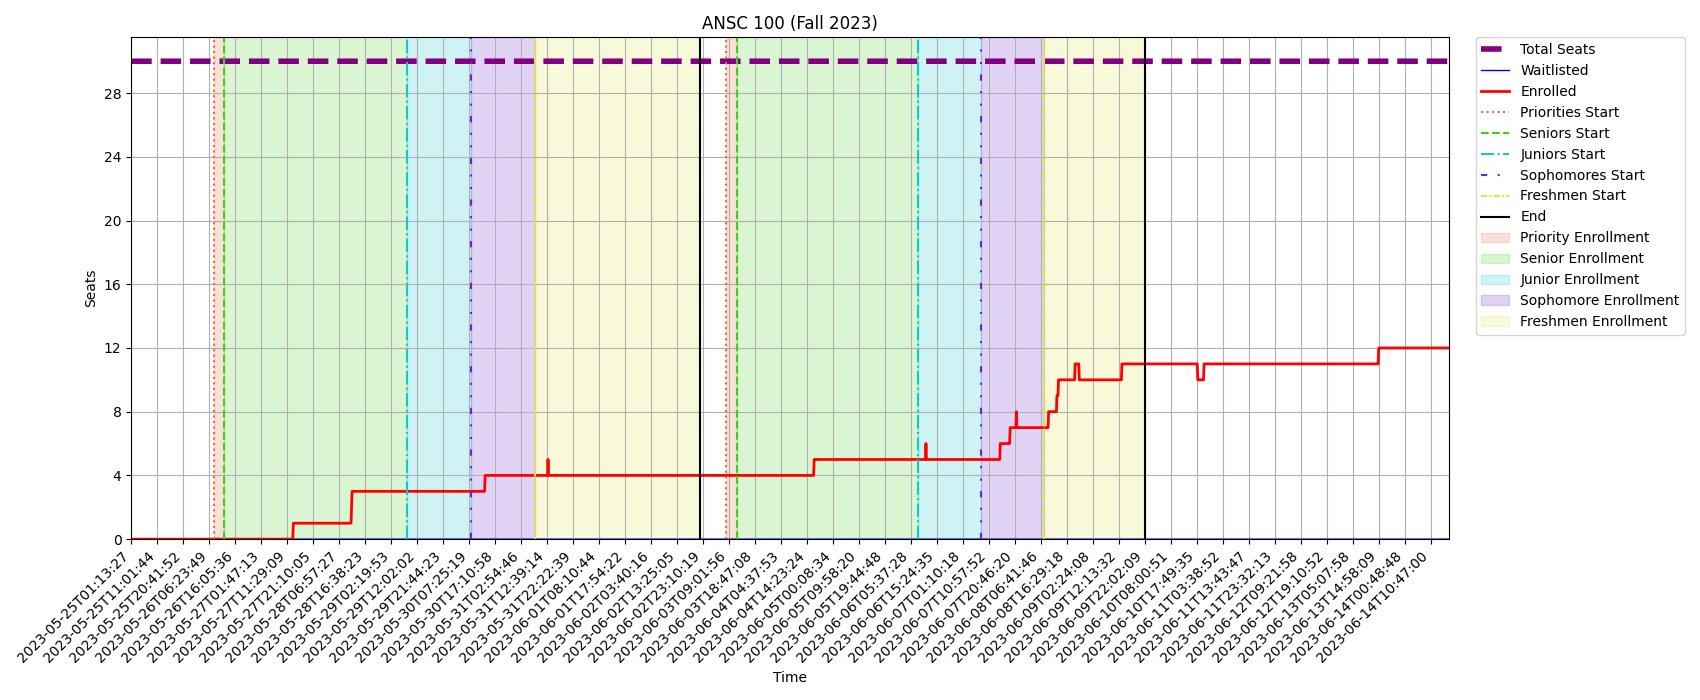 ANSC 100 (Fall 2023)
Total Seats
Waitlisted
Enrolled
Priorities Start
Seniors Start
Juniors Start
Sophomores Start
Freshmen Start
End
Priority Enrollment
Senior Enrollment
Junior Enrollment
Sophomore Enrollment
Freshmen Enrollment
Seats
28
24
20
16
12
8
4
0
2023-05-25T01:13:27
2023-05-25T11:01:44
2023-05-25T20:41:52
2023-05-26T06:23:49
2023-05-26T16:05:36
2023-05-27T01:47:13
2023-05-27T11:29:09
2023-05-27T21:10:05
2023-05-28T06:57:27
2023-05-28T16:38:23
2023-05-29T02:19:53
2023-05-29T12:02:02
2023-05-29T21:44:23
2023-05-30T07:25:19
2023-05-30T17:10:58
2023-05-31T02:54:46
2023-05-31T12:39:14
2023-05-31T22:22:39
2023-06-01T08:10:44
2023-06-01T17:54:22
2023-06-02T03:40:16
2023-06-02T13:25:05
2023-06-02T23:10:19
2023-06-03T09:01:56
2023-06-03T18:47:08
2023-06-04T04:37:53
2023-06-04T14:23:24
2023-06-05T00:08:34
2023-06-05T09:58:20
2023-06-05T19:44:48
2023-06-06T05:37:28
2023-06-06T15:24:35
2023-06-07T01:10:18
2023-06-07T10:57:52
2023-06-07T20:46:20
2023-06-08T06:41:46
2023-06-08T16:29:18
2023-06-09T02:24:08
2023-06-09T12:13:32
2023-06-09T22:02:09
2023-06-10T08:00:51
2023-06-10T17:49:35
2023-06-11T03:38:52
2023-06-11T13:43:47
2023-06-11T23:32:13
2023-06-12T09:21:58
2023-06-12T19:10:52
2023-06-13T05:07:58
2023-06-13T14:58:09
2023-06-14T00:48:48
2023-06-14T10:47:00
Time